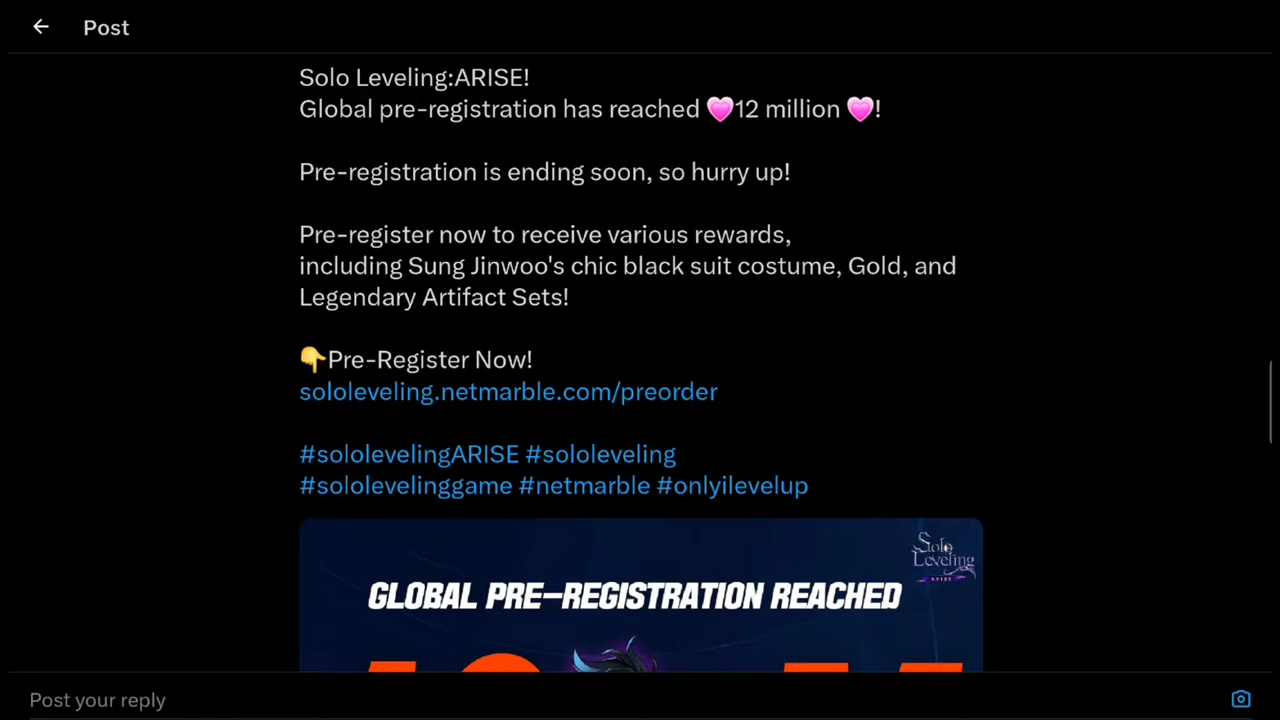 Post
Solo Leveling:ARISE!
Global pre-registration has reached 💗12 million 💗!
Pre-registration is ending soon, so hurry up!
Pre-register now to receive various rewards,
including Sung Jinwoo's chic black suit costume, Gold, and
Legendary Artifact Sets!
👇Pre-Register Now!
sololeveling.netmarble.com/preorder
#sololevelingARISE #sololeveling
#sololevelinggame #netmarble #onlyilevelup
Solo
Leveling
ARISE
GLOBAL PRE-REGISTRATION REACHED
Post your reply